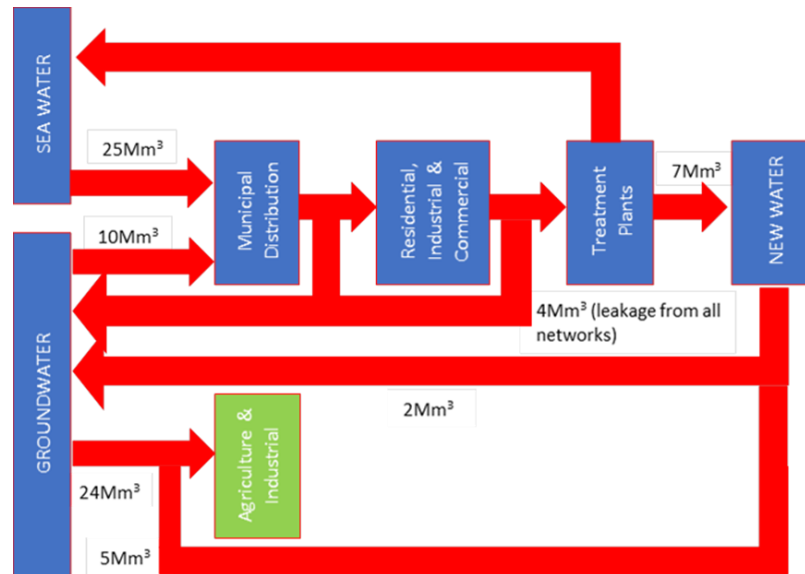 SEA WATER
25Mm³
10Mm³
Municipal
Distribution
Residential,
Industrial &
Commercial
Treatment
Plants
7Mm³
NEW WATER
4Mm³ (leakage from all
networks)
2Mm³
GROUNDWATER
24Mm³
Agriculture &
Industrial
5Mm³